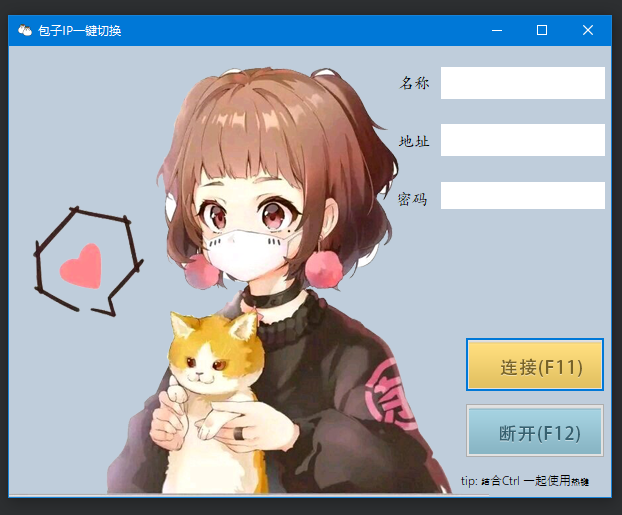 包子IP一键切换
名称
地址
密码
连接(F11)
断开(F12)
tip: 结合Ctrl 一起使用热键